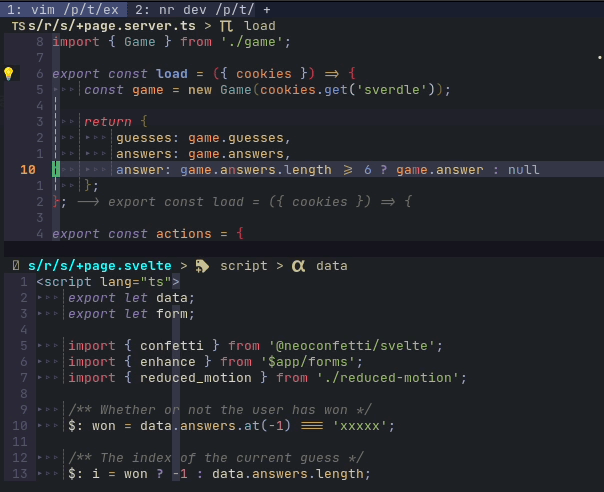 1: vim /p/t/ex 2: nr dev /p/t/ +
TS s/r/s/+page.server.ts > load
8 import { Game } from './game';
7
6 export const load = ({ cookies }) => {
5 const game = new Game(cookies.get('sverdle'));
4
3 return {
2 guesses: game.guesses,
1 answers: game.answers,
10 answer: game.answers.length >= 6 ? game.answer : null
1 };
2 }; --> export const load = ({ cookies }) => {
3
4 export const actions = {
s/r/s/+page.svelte > script > data
1 <script lang="ts">
2 export let data;
3 export let form;
4
5 import { confetti } from '@neoconfetti/svelte';
6 import { enhance } from '$app/forms';
7 import { reduced_motion } from './reduced-motion';
8
9 /** Whether or not the user has won */
10 $: won = data.answers.at(-1) === 'xxxxx';
11
12 /** The index of the current guess */
13 $: i = won ? -1 : data.answers.length;